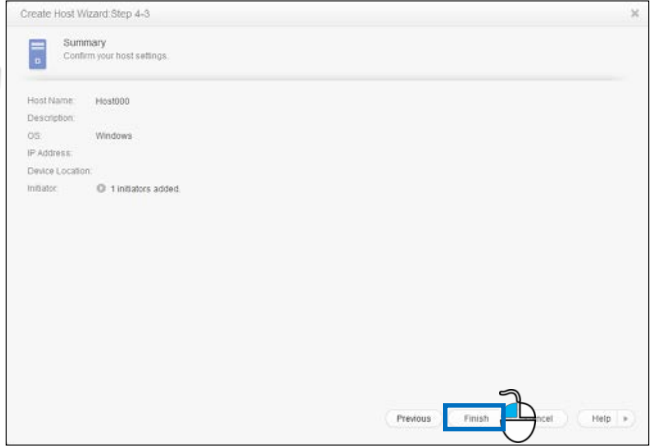 Create Host Wizard:Step 4-3
Summary
Confirm your host settings.
Host Name: Host000
Description:
OS: Windows
IP Address:
Device Location:
Initiator: 1 initiators added.
Previous Finish Help